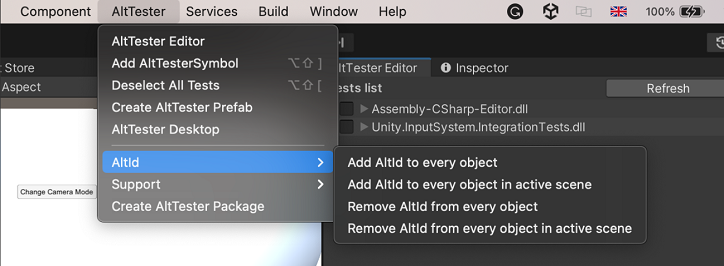 Component AltTester Services Build Window Help 100%
AltTester Editor
Add AltTesterSymbol ⌥⇧]
Deselect All Tests ⌥⇧[
Create AltTester Prefab
AltTester Desktop
AltId
Support
Create AltTester Package
Add AltId to every object
Add AltId to every object in active scene
Remove AltId from every object
Remove AltId from every object in active scene
Store
Aspect
Change Camera Mode
AltTester Editor Inspector
ests list Refresh
Assembly-CSharp-Editor.dll
Unity.InputSystem.IntegrationTests.dll